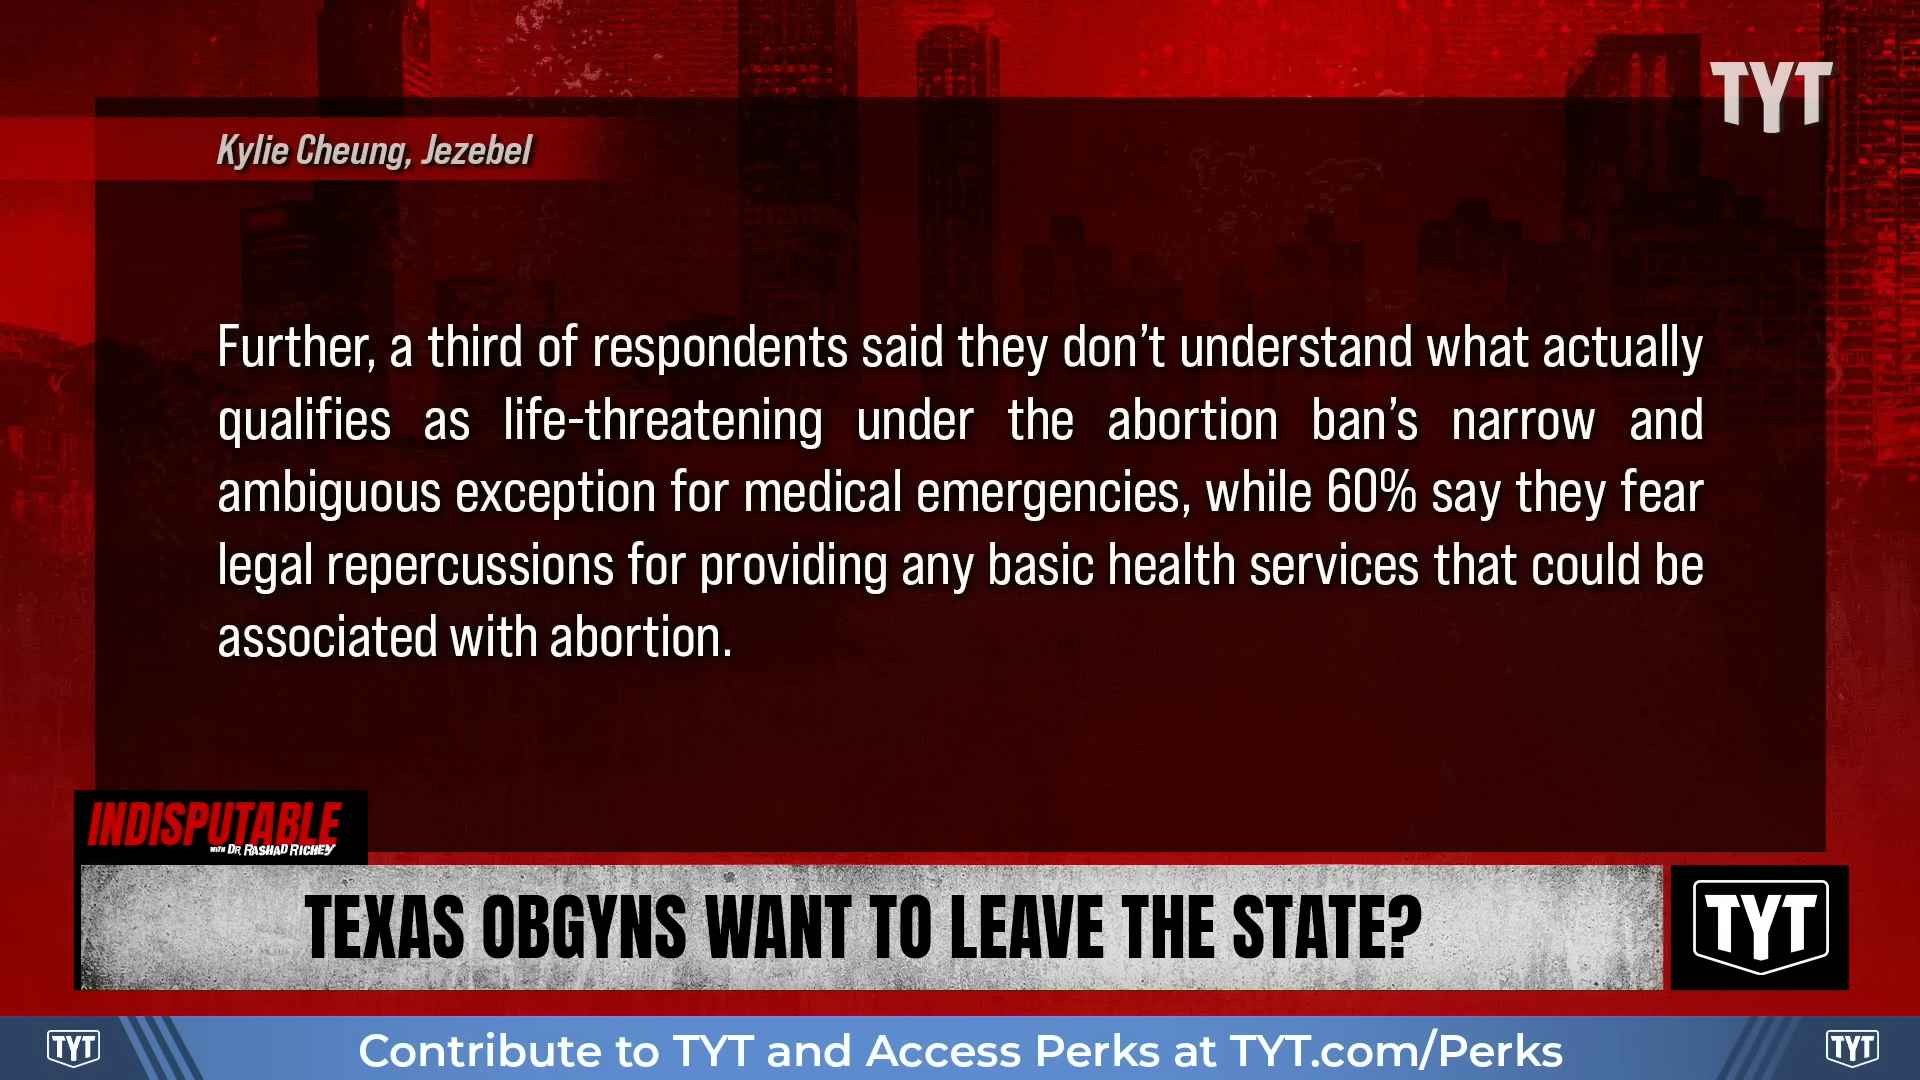 TYT
Kylie Cheung, Jezebel
Further, a third of respondents said they don’t understand what actually
qualifies as life-threatening under the abortion ban’s narrow and
ambiguous exception for medical emergencies, while 60% say they fear
legal repercussions for providing any basic health services that could be
associated with abortion.
INDISPUTABLE
WITH DR RASHAD RICHEY
TEXAS OBGYNS WANT TO LEAVE THE STATE?
TYT
TYT
Contribute to TYT and Access Perks at TYT.com/Perks
TYT